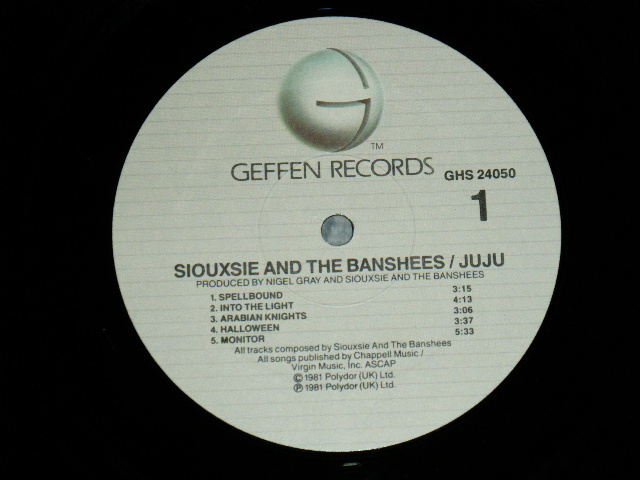 TM
GEFFEN RECORDS
GHS 24050
1
SIOUXSIE AND THE BANSHEES / JUJU
PRODUCED BY NIGEL GRAY AND SIOUXSIE AND THE BANSHEES
1. SPELLBOUND 3:15
2. INTO THE LIGHT 4:13
3. ARABIAN KNIGHTS 3:06
4. HALLOWEEN 3:37
5. MONITOR 5:33
All tracks composed by Siouxsie And The Banshees
All songs published by Chappell Music /
Virgin Music, Inc. ASCAP
© 1981 Polydor (UK) Ltd.
℗ 1981 Polydor (UK) Ltd.